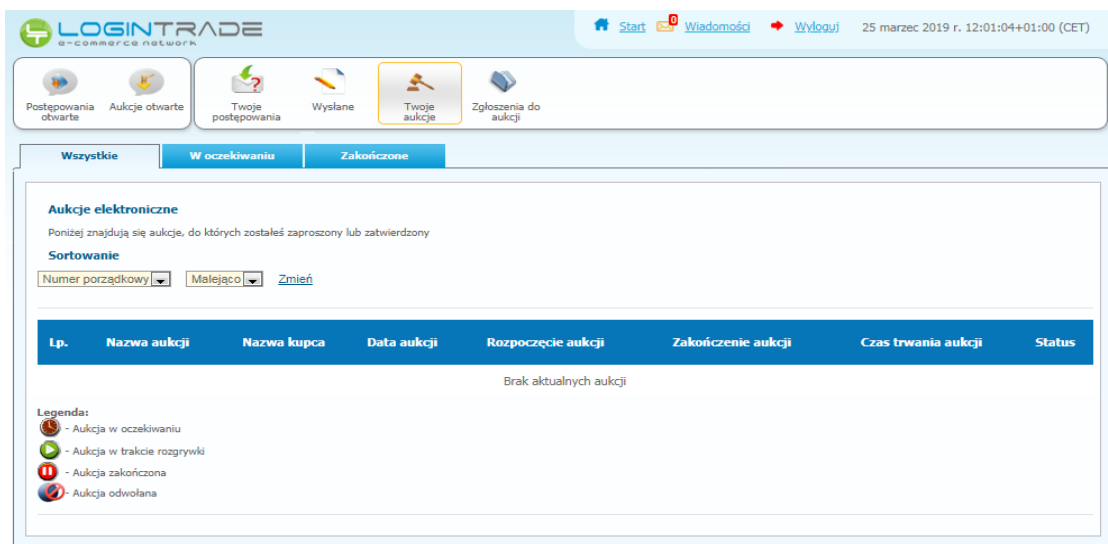 LOGINTRADE
e-commerce network
0
Start Wiadomości Wyloguj 25 marzec 2019 r. 12:01:04+01:00 (CET)
Postępowania otwarte
Aukcje otwarte
Twoje postępowania
Wysłane
Twoje aukcje
Zgłoszenia do aukcji
Wszystkie W oczekiwaniu Zakończone
Aukcje elektroniczne
Poniżej znajdują się aukcje, do których zostałeś zaproszony lub zatwierdzony
Sortowanie
Numer porządkowy Malejąco Zmień
Lp. Nazwa aukcji Nazwa kupca Data aukcji Rozpoczęcie aukcji Zakończenie aukcji Czas trwania aukcji Status
Brak aktualnych aukcji
Legenda:
- Aukcja w oczekiwaniu
- Aukcja w trakcie rozgrywki
- Aukcja zakończona
- Aukcja odwołana